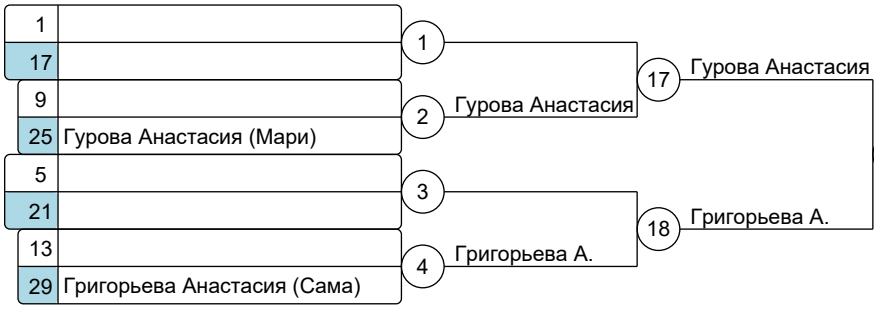 1
1
17
Гурова Анастасия
17
9
2
Гурова Анастасия
25 Гурова Анастасия (Мари)
5
3
21
18
Григорьева А.
13
4
Григорьева А.
29 Григорьева Анастасия (Сама)